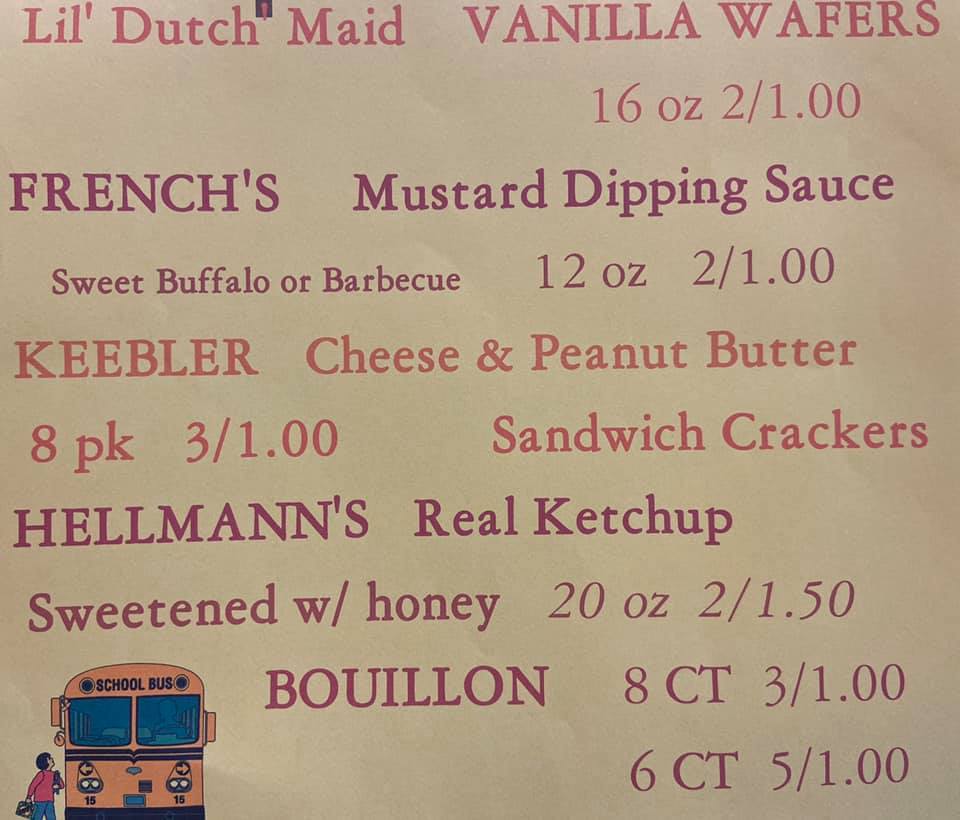 Lil' Dutch Maid VANILLA WAFERS
16 oz 2/1.00
FRENCH'S Mustard Dipping Sauce
Sweet Buffalo or Barbecue 12 oz 2/1.00
KEEBLER Cheese & Peanut Butter
8 pk 3/1.00 Sandwich Crackers
HELLMANN'S Real Ketchup
Sweetened w/ honey 20 oz 2/1.50
BOUILLON 8 CT 3/1.00
6 CT 5/1.00
SCHOOL BUS
15 15